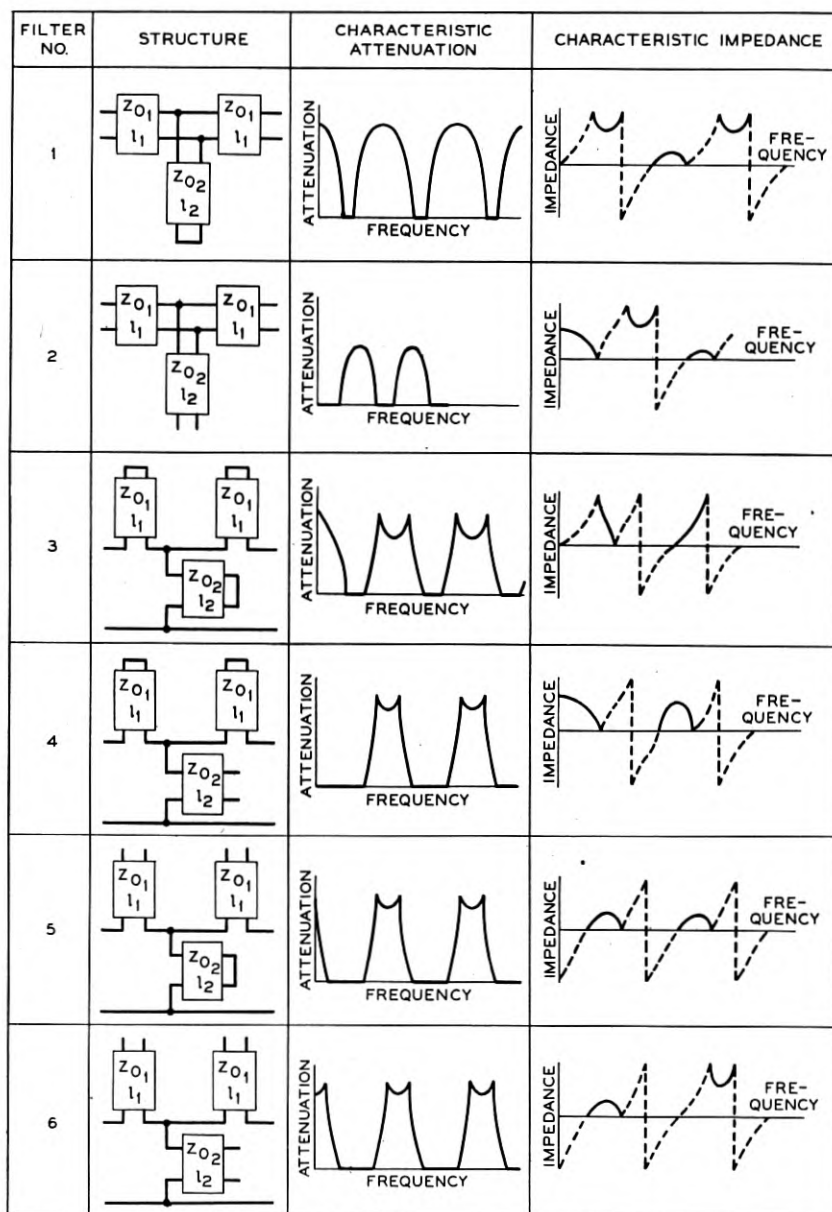 FILTER NO.
STRUCTURE
CHARACTERISTIC ATTENUATION
CHARACTERISTIC IMPEDANCE
1
Z01 l1
Z01 l1
Z02 l2
ATTENUATION
FREQUENCY
IMPEDANCE
FRE-
QUENCY
2
Z01 l1
Z01 l1
Z02 l2
ATTENUATION
FREQUENCY
IMPEDANCE
FRE-
QUENCY
3
Z01 l1
Z01 l1
Z02 l2
ATTENUATION
FREQUENCY
IMPEDANCE
FRE-
QUENCY
4
Z01 l1
Z01 l1
Z02 l2
ATTENUATION
FREQUENCY
IMPEDANCE
FRE-
QUENCY
5
Z01 l1
Z01 l1
Z02 l2
ATTENUATION
FREQUENCY
IMPEDANCE
FRE-
QUENCY
6
Z01 l1
Z01 l1
Z02 l2
ATTENUATION
FREQUENCY
IMPEDANCE
FRE-
QUENCY